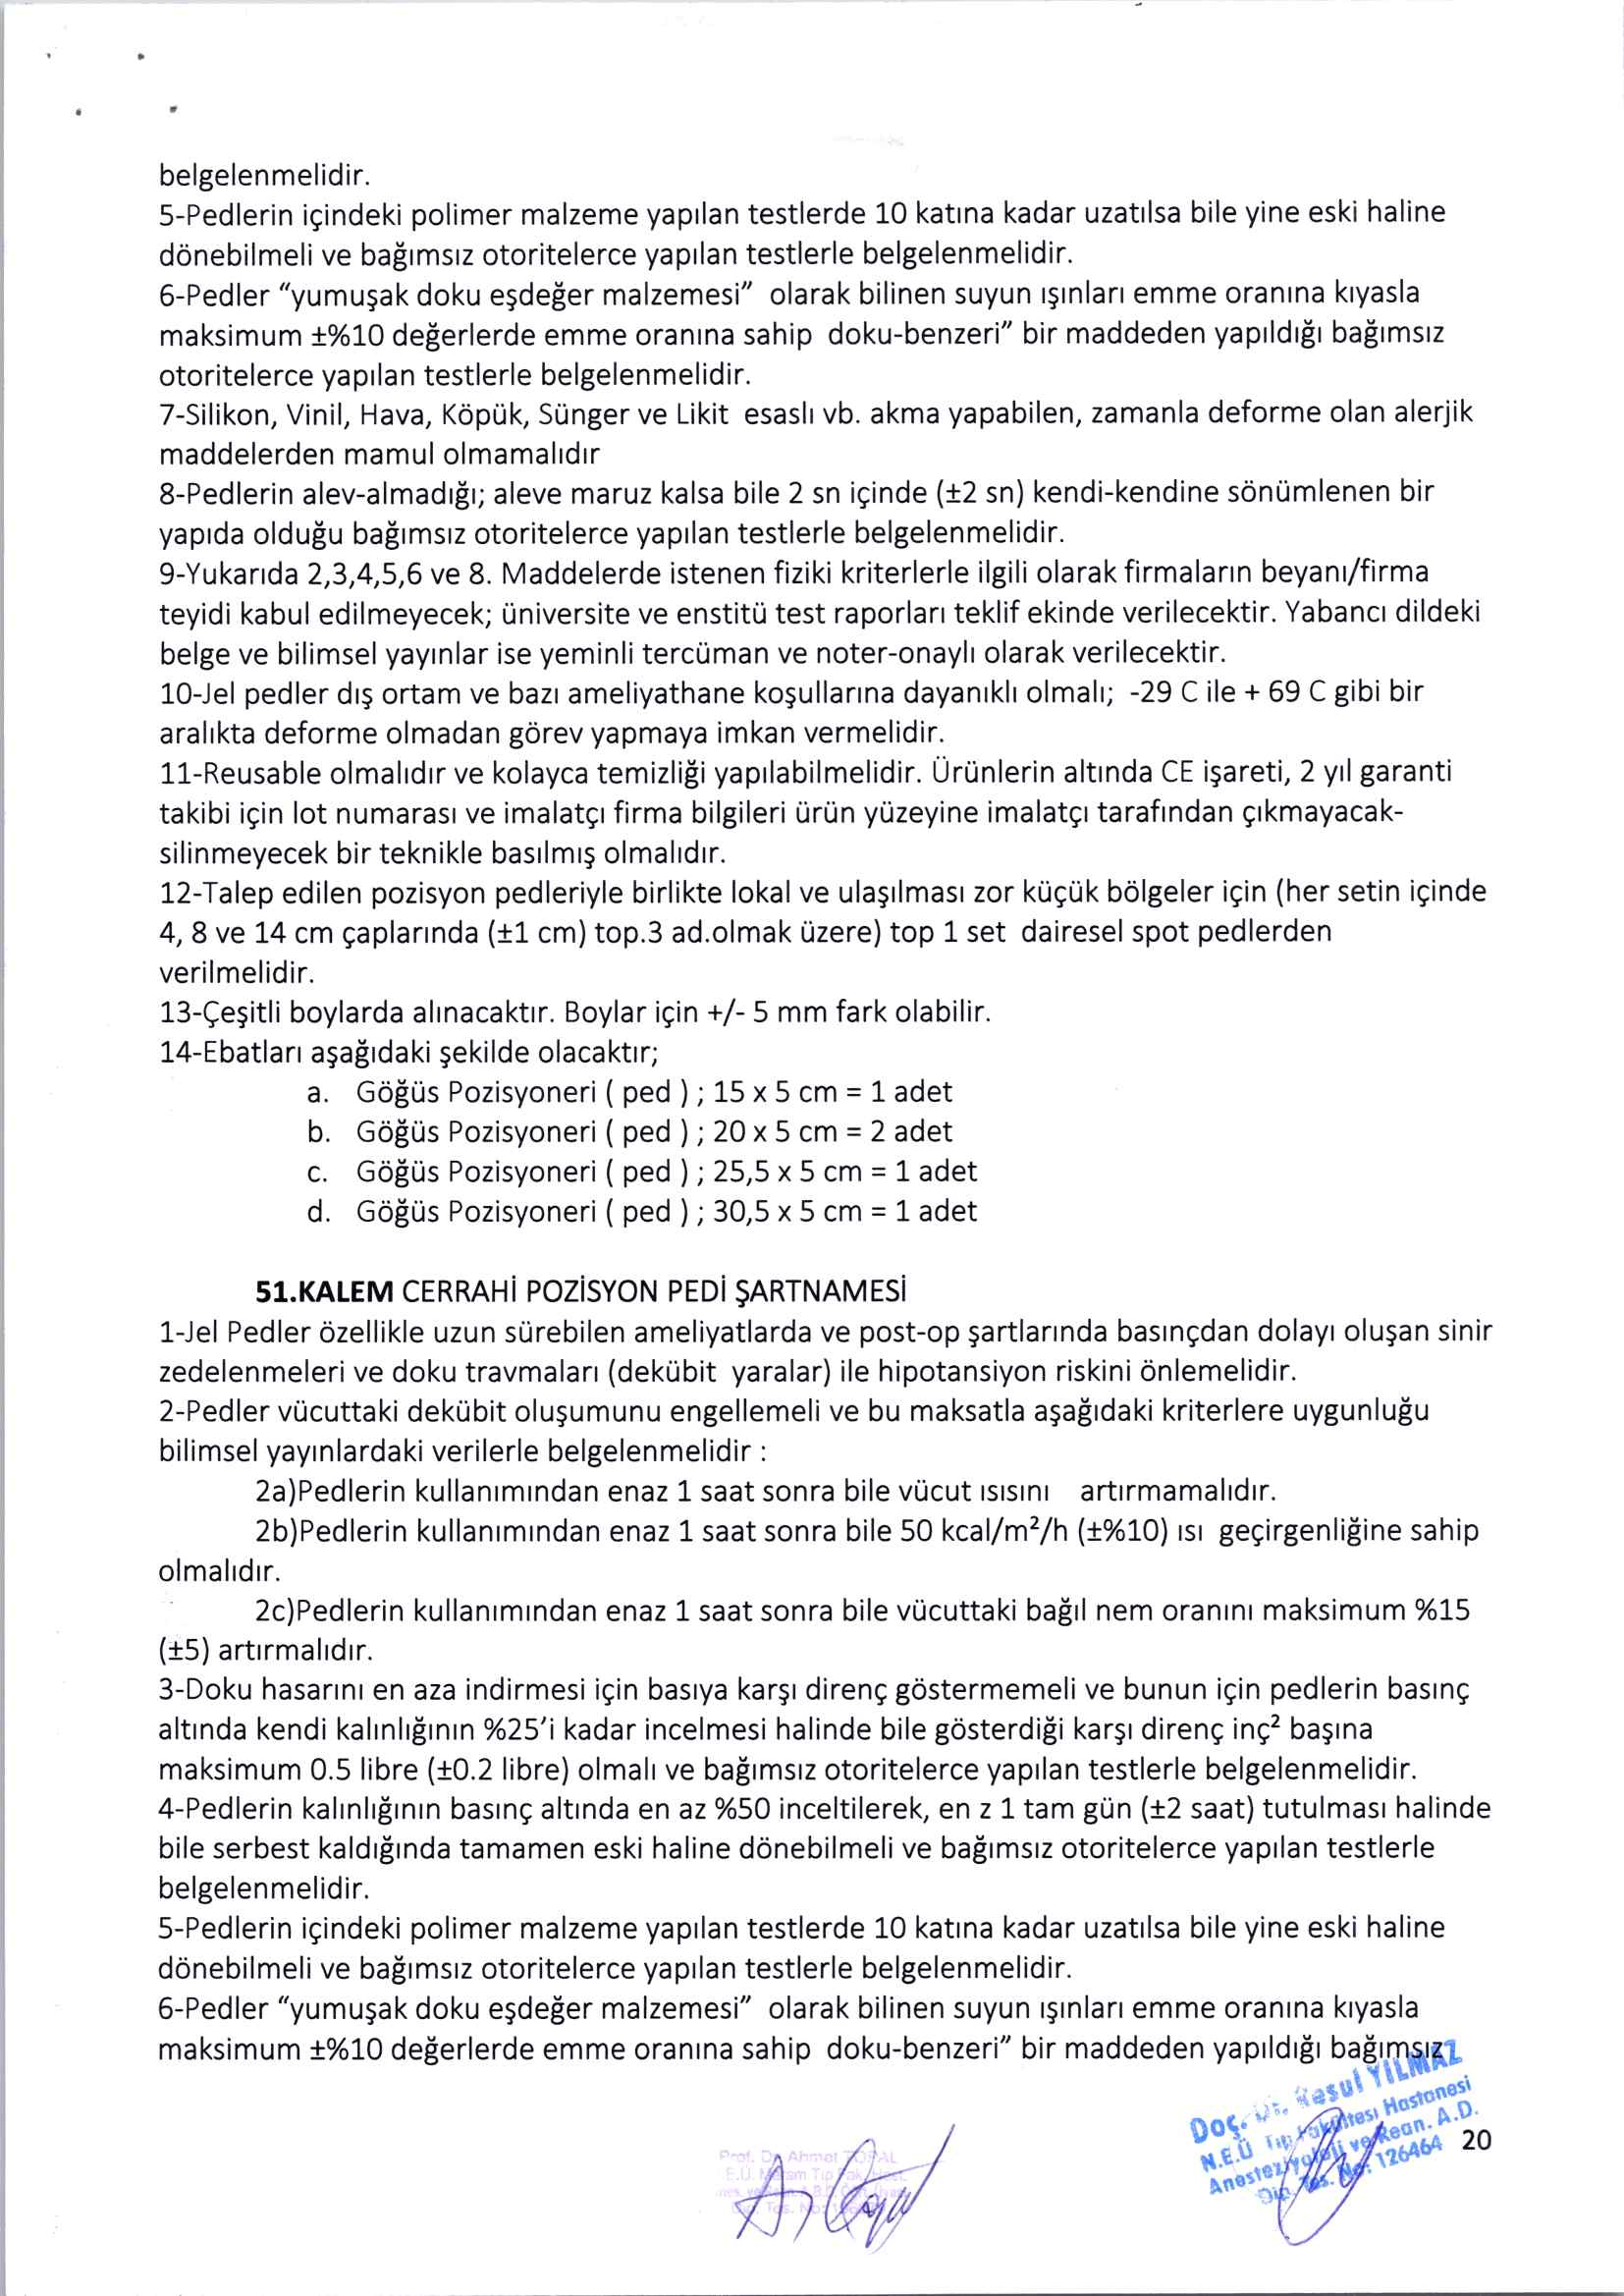 belgelenmelidir.
5-Pedlerin içindeki polimer malzeme yapılan testlerde 10 katına kadar uzatılsa bile yine eski haline
dönebilmeli ve bağımsız otoritelerce yapılan testlerle belgelenmelidir.
6-Pedler “yumuşak doku eşdeğer malzemesi” olarak bilinen suyun ışınları emme oranına kıyasla
maksimum ±%10 değerlerde emme oranına sahip doku-benzeri” bir maddeden yapıldığı bağımsız
otoritelerce yapılan testlerle belgelenmelidir.
7-Silikon, Vinil, Hava, Köpük, Sünger ve Likit esaslı vb. akma yapabilen, zamanla deforme olan alerjik
maddelerden mamul olmamalıdır
8-Pedlerin alev-almadığı; aleve maruz kalsa bile 2 sn içinde (±2 sn) kendi-kendine sönümlenen bir
yapıda olduğu bağımsız otoritelerce yapılan testlerle belgelenmelidir.
9-Yukarıda 2,3,4,5,6 ve 8. Maddelerde istenen fiziki kriterlerle ilgili olarak firmaların beyanı/firma
teyidi kabul edilmeyecek; üniversite ve enstitü test raporları teklif ekinde verilecektir. Yabancı dildeki
belge ve bilimsel yayınlar ise yeminli tercüman ve noter-onaylı olarak verilecektir.
10-Jel pedler dış ortam ve bazı ameliyathane koşullarına dayanıklı olmalı; -29 C ile + 69 C gibi bir
aralıkta deforme olmadan görev yapmaya imkan vermelidir.
11-Reusable olmalıdır ve kolayca temizliği yapılabilmelidir. Ürünlerin altında CE işareti, 2 yıl garanti
takibi için lot numarası ve imalatçı firma bilgileri ürün yüzeyine imalatçı tarafından çıkmayacak-
silinmeyecek bir teknikle basılmış olmalıdır.
12-Talep edilen pozisyon pedleriyle birlikte lokal ve ulaşılması zor küçük bölgeler için (her setin içinde
4, 8 ve 14 cm çaplarında (±1 cm) top.3 ad.olmak üzere) top 1 set dairesel spot pedlerden
verilmelidir.
13-Çeşitli boylarda alınacaktır. Boylar için +/- 5 mm fark olabilir.
14-Ebatları aşağıdaki şekilde olacaktır;
a. Göğüs Pozisyoneri ( ped ) ; 15 x 5 cm = 1 adet
b. Göğüs Pozisyoneri ( ped ) ; 20 x 5 cm = 2 adet
c. Göğüs Pozisyoneri ( ped ) ; 25,5 x 5 cm = 1 adet
d. Göğüs Pozisyoneri ( ped ) ; 30,5 x 5 cm = 1 adet
51.KALEM CERRAHİ POZİSYON PEDİ ŞARTNAMESİ
1-Jel Pedler özellikle uzun sürebilen ameliyatlarda ve post-op şartlarında basınçdan dolayı oluşan sinir
zedelenmeleri ve doku travmaları (dekübit yaralar) ile hipotansiyon riskini önlemelidir.
2-Pedler vücuttaki dekübit oluşumunu engellemeli ve bu maksatla aşağıdaki kriterlere uygunluğu
bilimsel yayınlardaki verilerle belgelenmelidir :
2a)Pedlerin kullanımından enaz 1 saat sonra bile vücut ısısını artırmamalıdır.
2b)Pedlerin kullanımından enaz 1 saat sonra bile 50 kcal/m²/h (±%10) ısı geçirgenliğine sahip
olmalıdır.
2c)Pedlerin kullanımından enaz 1 saat sonra bile vücuttaki bağıl nem oranını maksimum %15
(±5) artırmalıdır.
3-Doku hasarını en aza indirmesi için basıya karşı direnç göstermemeli ve bunun için pedlerin basınç
altında kendi kalınlığının %25’i kadar incelmesi halinde bile gösterdiği karşı direnç inç² başına
maksimum 0.5 libre (±0.2 libre) olmalı ve bağımsız otoritelerce yapılan testlerle belgelenmelidir.
4-Pedlerin kalınlığının basınç altında en az %50 inceltilerek, en z 1 tam gün (±2 saat) tutulması halinde
bile serbest kaldığında tamamen eski haline dönebilmeli ve bağımsız otoritelerce yapılan testlerle
belgelenmelidir.
5-Pedlerin içindeki polimer malzeme yapılan testlerde 10 katına kadar uzatılsa bile yine eski haline
dönebilmeli ve bağımsız otoritelerce yapılan testlerle belgelenmelidir.
6-Pedler “yumuşak doku eşdeğer malzemesi” olarak bilinen suyun ışınları emme oranına kıyasla
maksimum ±%10 değerlerde emme oranına sahip doku-benzeri” bir maddeden yapıldığı bağımsız
Doç. Dr. Resul YILMAZ
N.E.Ü Tıp Fakültesi Hastanesi
Anesteziyoloji ve Rean. A.D.
Dip. Tes. No: 126464
20
Prof. Dr. Ahmet TOPAL